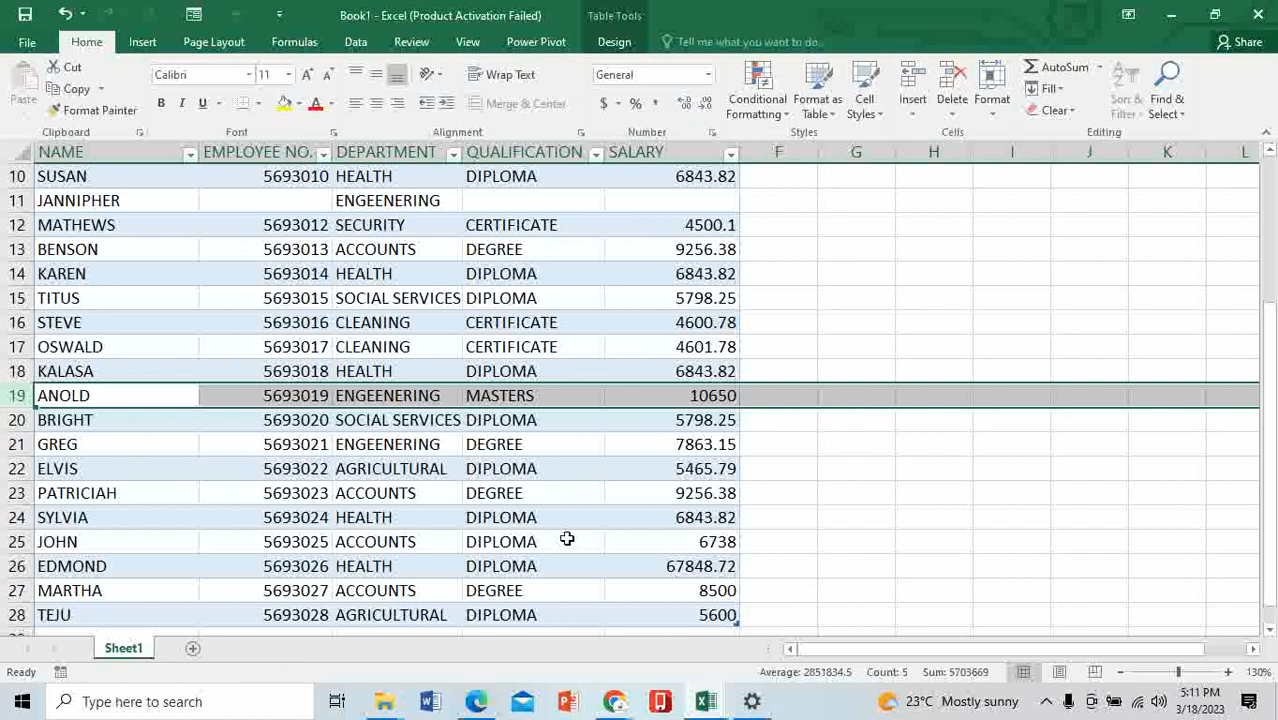 Book1 - Excel (Product Activation Failed)
Table Tools
File Home Insert Page Layout Formulas Data Review View Power Pivot Design Tell me what you want to do... Share
Paste
Cut
Copy
Format Painter
Calibri 11
B I U
A A
Wrap Text
Merge & Center
General
$ % ,
Conditional Formatting
Format as Table
Cell Styles
Insert
Delete
Format
AutoSum
Fill
Clear
Sort & Filter
Find & Select
Clipboard Font Alignment Number Styles Cells Editing
NAME EMPLOYEE NO. DEPARTMENT QUALIFICATION SALARY F G H I J K L
10 SUSAN 5693010 HEALTH DIPLOMA 6843.82
11 JANNIPHER ENGEENERING
12 MATHEWS 5693012 SECURITY CERTIFICATE 4500.1
13 BENSON 5693013 ACCOUNTS DEGREE 9256.38
14 KAREN 5693014 HEALTH DIPLOMA 6843.82
15 TITUS 5693015 SOCIAL SERVICES DIPLOMA 5798.25
16 STEVE 5693016 CLEANING CERTIFICATE 4600.78
17 OSWALD 5693017 CLEANING CERTIFICATE 4601.78
18 KALASA 5693018 HEALTH DIPLOMA 6843.82
19 ANOLD 5693019 ENGEENERING MASTERS 10650
20 BRIGHT 5693020 SOCIAL SERVICES DIPLOMA 5798.25
21 GREG 5693021 ENGEENERING DEGREE 7863.15
22 ELVIS 5693022 AGRICULTURAL DIPLOMA 5465.79
23 PATRICIAH 5693023 ACCOUNTS DEGREE 9256.38
24 SYLVIA 5693024 HEALTH DIPLOMA 6843.82
25 JOHN 5693025 ACCOUNTS DIPLOMA 6738
26 EDMOND 5693026 HEALTH DIPLOMA 67848.72
27 MARTHA 5693027 ACCOUNTS DEGREE 8500
28 TEJU 5693028 AGRICULTURAL DIPLOMA 5600
Sheet1
Ready Average: 2851834.5 Count: 5 Sum: 5703669 130%
Type here to search
23°C Mostly sunny
5:11 PM
3/18/2023